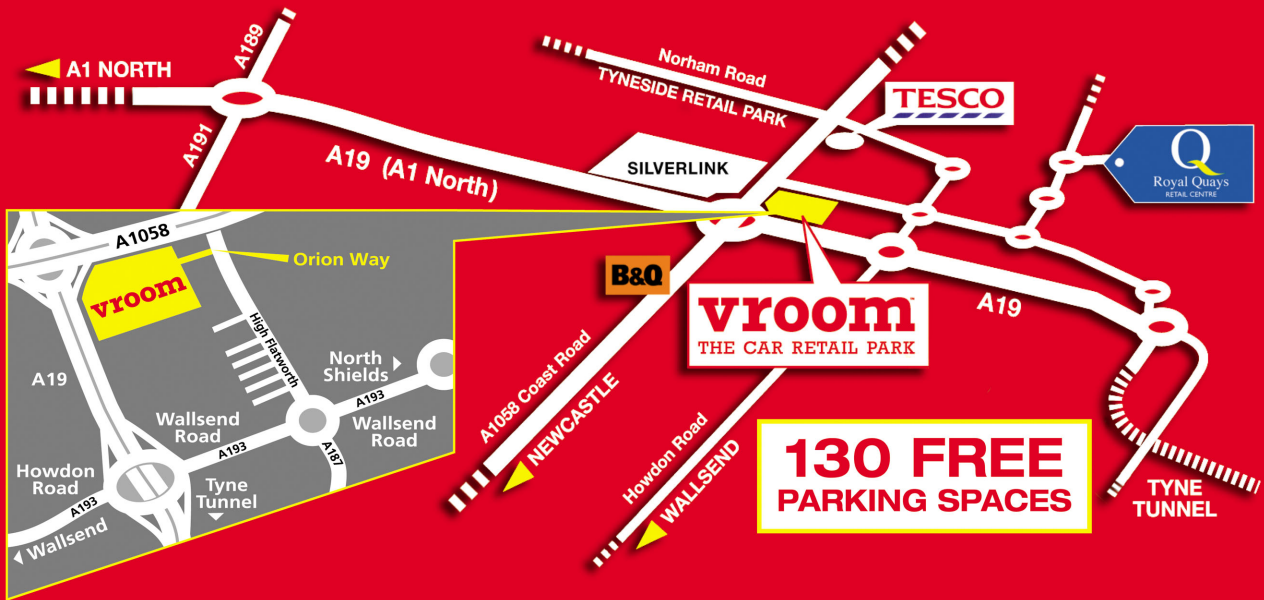 A189
A1 NORTH
A191
A19 (A1 North)
Norham Road
TYNESIDE RETAIL PARK
TESCO
SILVERLINK
Q
Royal Quays
RETAIL CENTRE
B&Q
vroom™
THE CAR RETAIL PARK
A19
A1058 Coast Road
NEWCASTLE
Howdon Road
WALLSEND
130 FREE
PARKING SPACES
TYNE
TUNNEL
A1058
Orion Way
vroom
High Flatworth
A19
North
Shields
A193
Wallsend
Road
Wallsend
Road
A193
A187
Howdon
Road
A193
Tyne
Tunnel
Wallsend